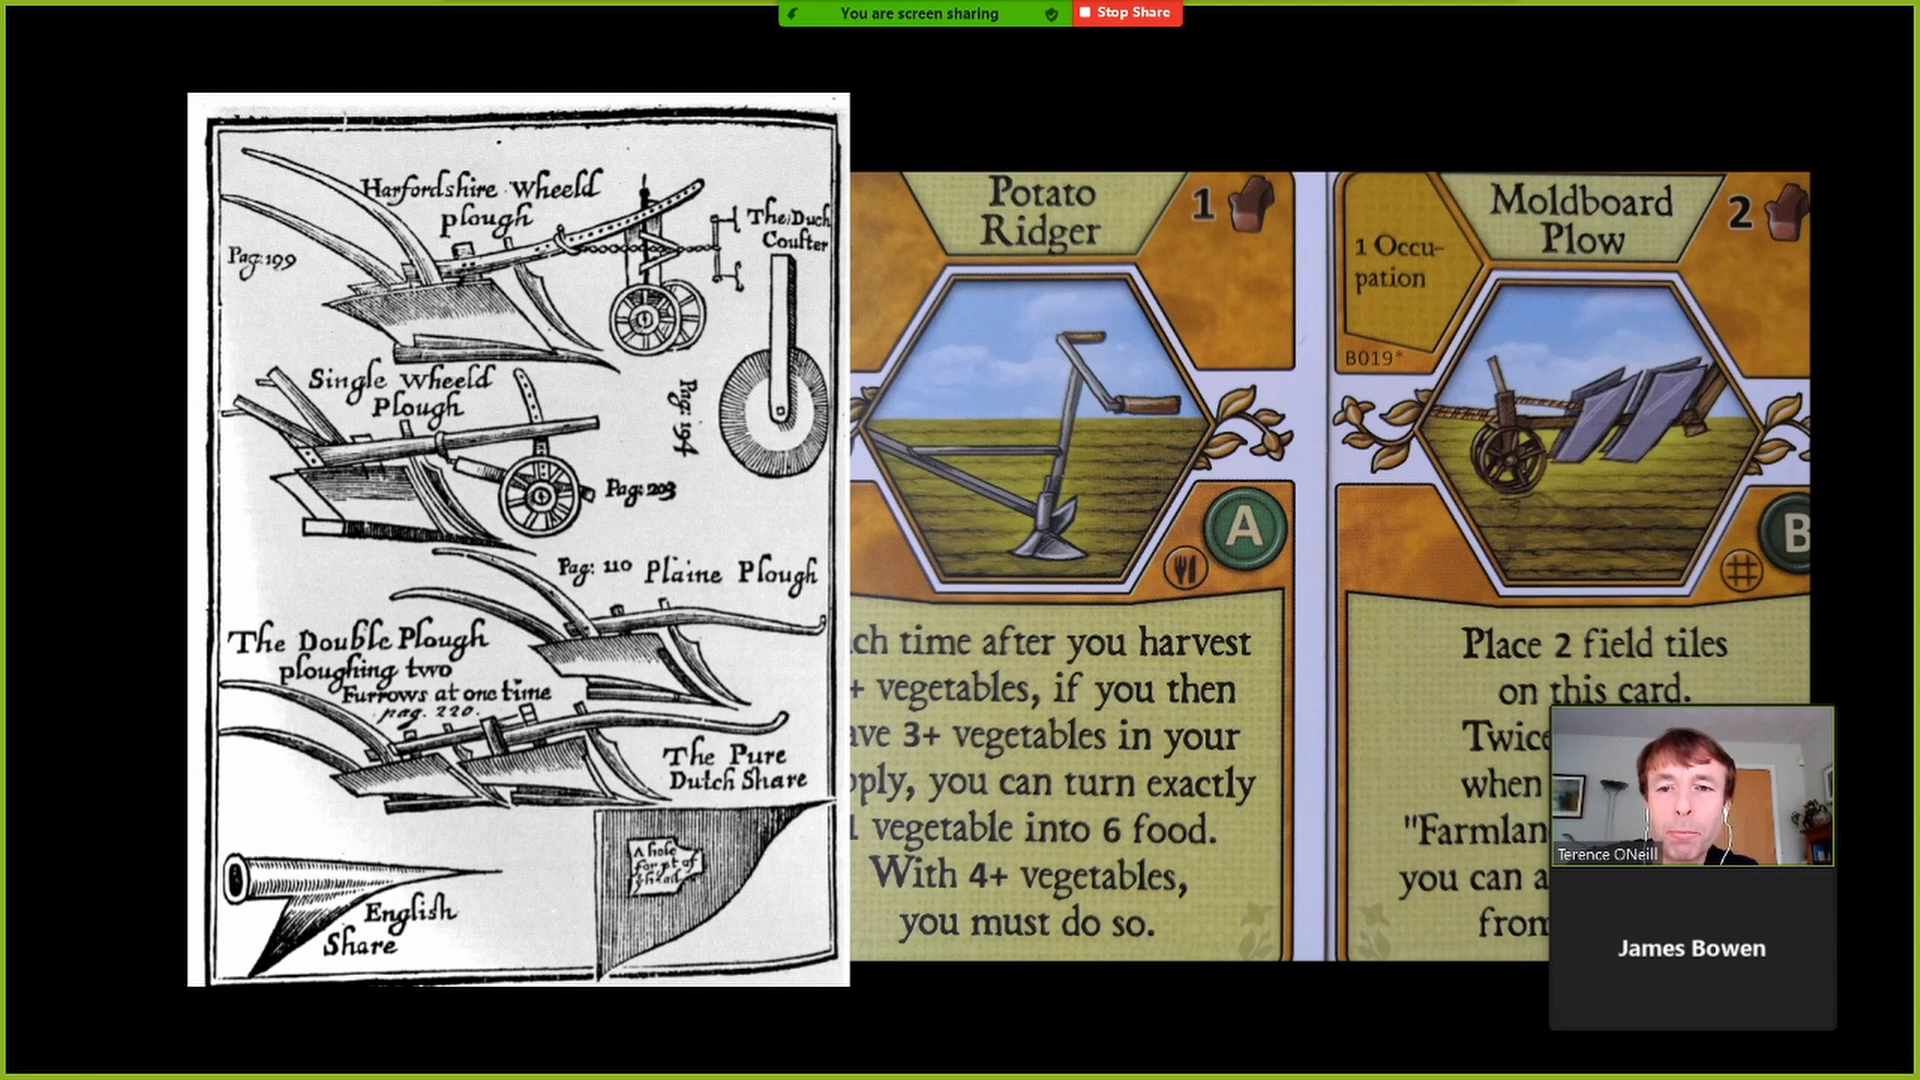 You are screen sharing
Stop Share
Harfordshire wheeld
plough
Pag: 199
The Duch
Coulter
Single wheeld
Plough
Pag: 194
Pag: 203
Pag: 110 Plaine Plough
The Double Plough
ploughing two
Furrows at one time
pag. 220.
The Pure
Dutch Share
A hole
for pt of
English
Share
Potato
Ridger
1
A
ch time after you harvest
+ vegetables, if you then
ave 3+ vegetables in your
pply, you can turn exactly
1 vegetable into 6 food.
With 4+ vegetables,
you must do so.
1 Occu-
pation
B019*
Moldboard
Plow
2
B
Place 2 field tiles
on this card.
Twice
when
"Farmlan
you can a
from
Terence ONeill
James Bowen